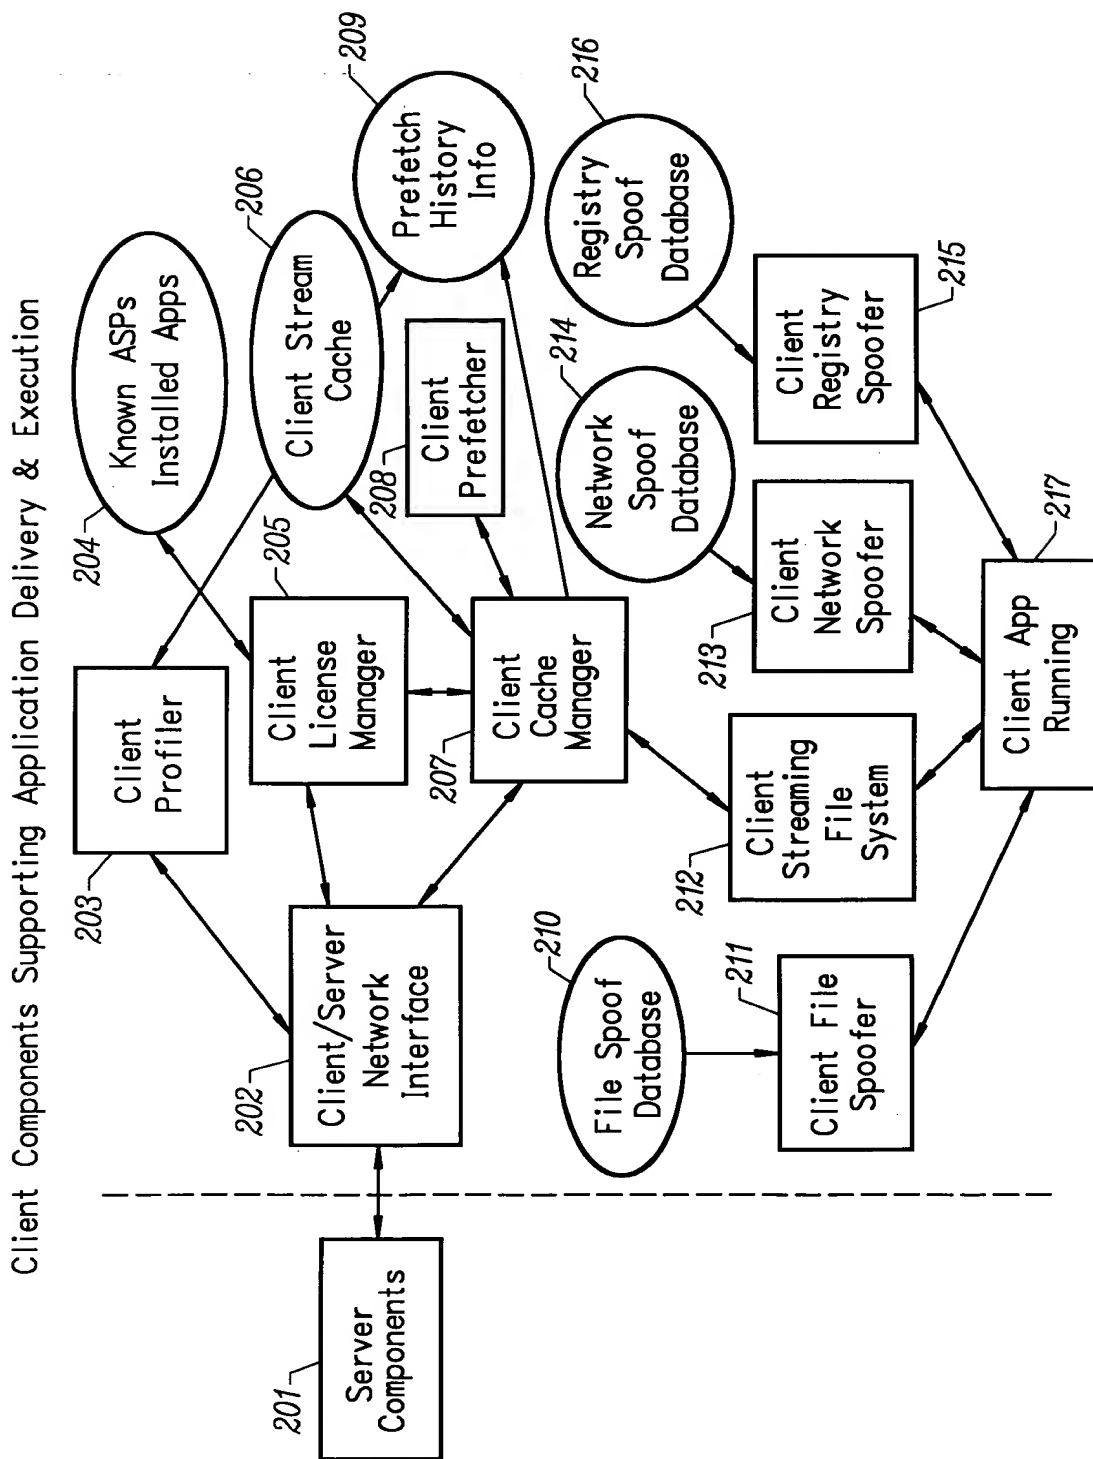 Client Components Supporting Application Delivery & Execution
201
Server
Components
202
Client/Server
Network
Interface
203
Client
Profiler
204
Known ASPs
Installed Apps
205
Client
License
Manager
206
Client Stream
Cache
207
Client
Cache
Manager
208
Client
Prefetcher
209
Prefetch
History
Info
210
File Spoof
Database
211
Client File
Spoofer
212
Client
Streaming
File
System
213
Client
Network
Spoofer
214
Network
Spoof
Database
215
Client
Registry
Spoofer
216
Registry
Spoof
Database
217
Client App
Running